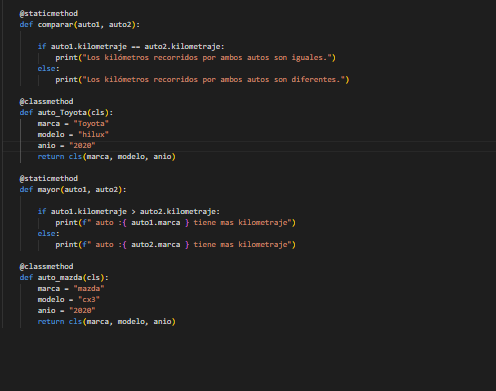 @staticmethod
def comparar(auto1, auto2):
if auto1.kilometraje == auto2.kilometraje:
print("Los kilómetros recorridos por ambos autos son iguales.")
else:
print("Los kilómetros recorridos por ambos autos son diferentes.")
@classmethod
def auto_Toyota(cls):
marca = "Toyota"
modelo = "hilux"
anio = "2020"
return cls(marca, modelo, anio)
@staticmethod
def mayor(auto1, auto2):
if auto1.kilometraje > auto2.kilometraje:
print(f" auto :{ auto1.marca } tiene mas kilometraje")
else:
print(f" auto :{ auto2.marca } tiene mas kilometraje")
@classmethod
def auto_mazda(cls):
marca = "mazda"
modelo = "cx3"
anio = "2020"
return cls(marca, modelo, anio)